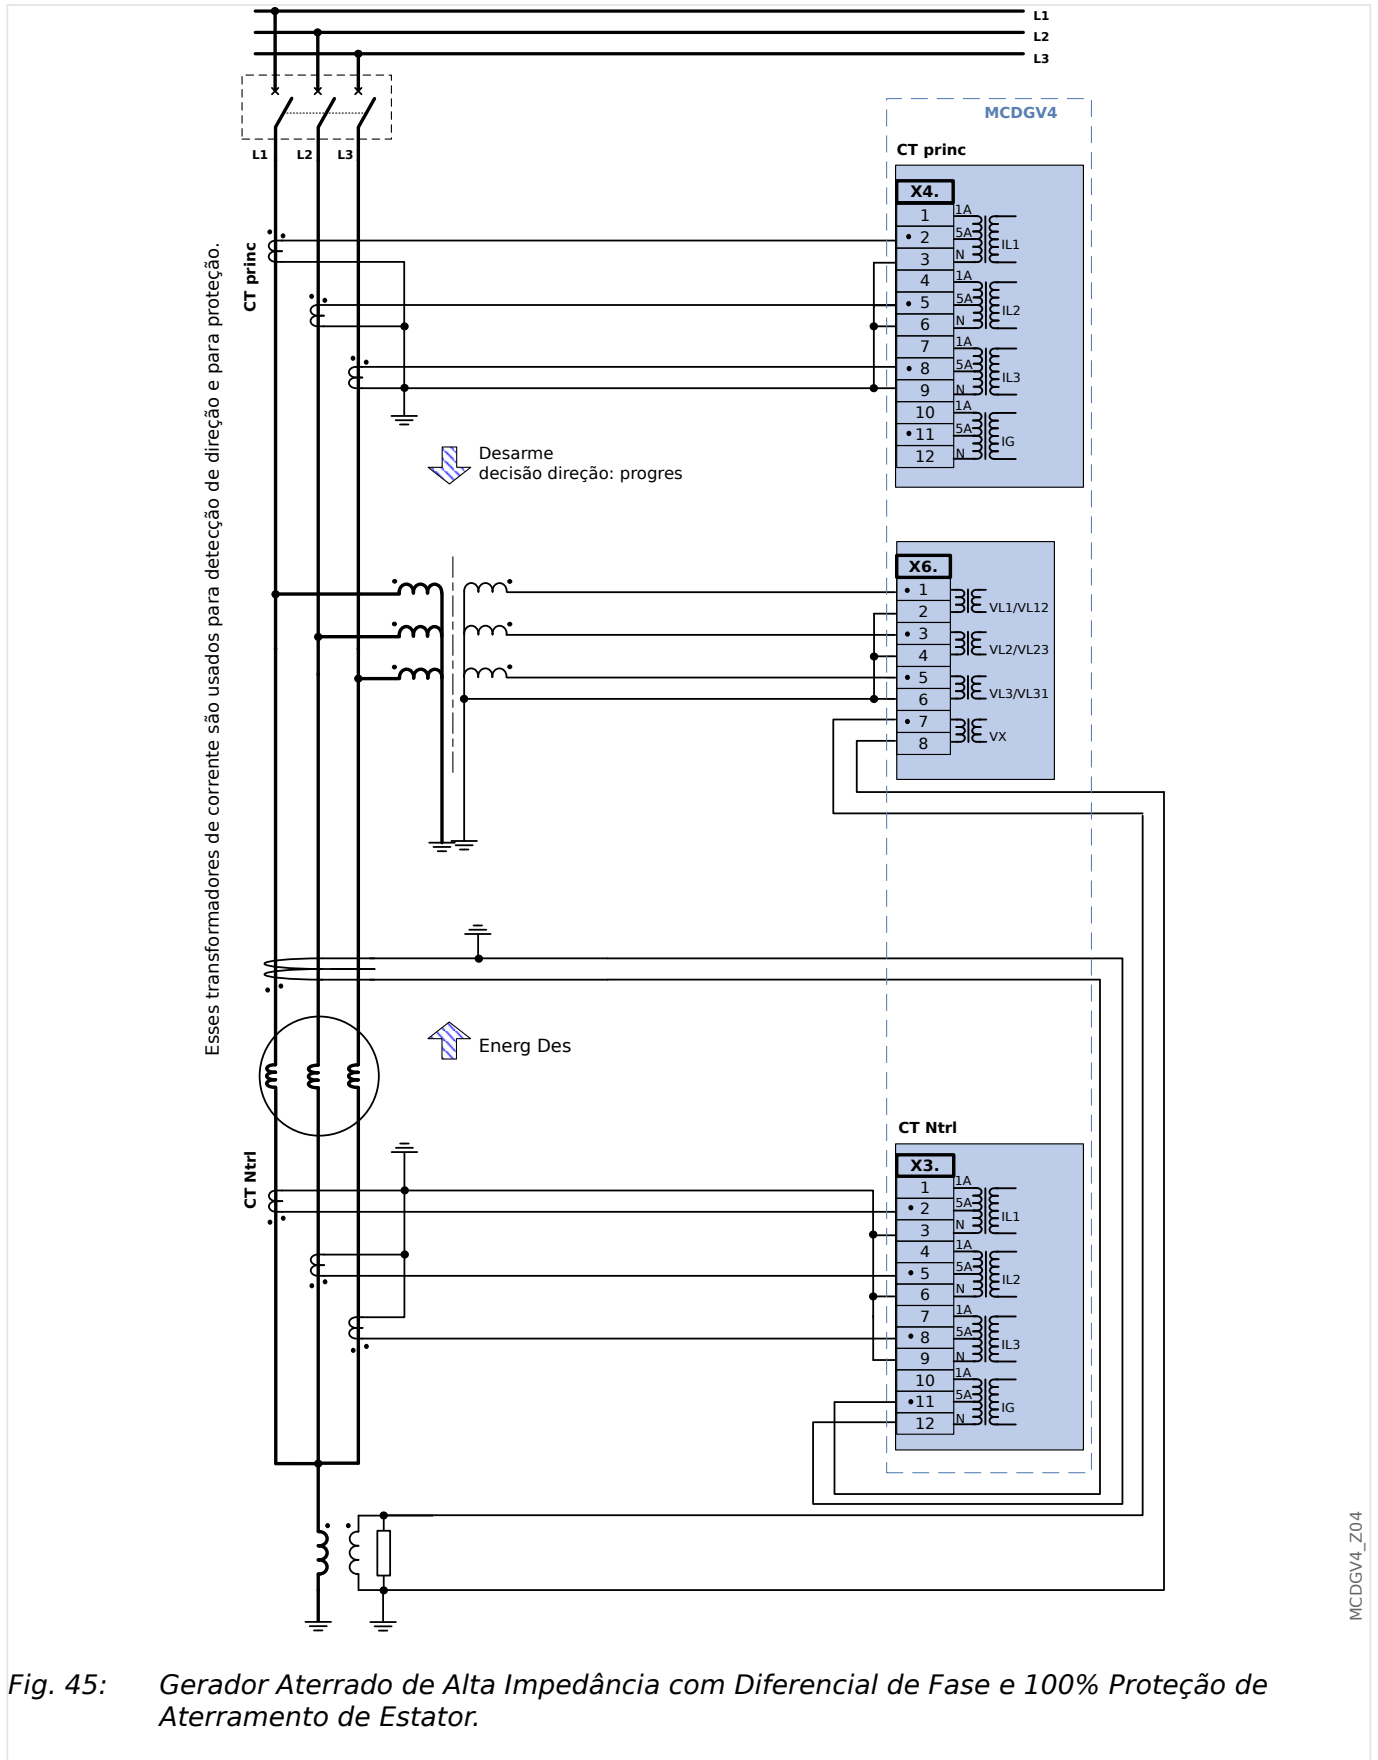 L1
L2
L3
MCDGV4
CT princ
L1 L2 L3
X4.
1 1A
2 5A IL1
3 N
4 1A
5 5A IL2
6 N
7 1A
8 5A IL3
9 N
10 1A
11 5A IG
12 N
CT princ
Esses transformadores de corrente são usados para detecção de direção e para proteção.
Desarme
decisão direção: progres
X6.
1
2 VL1/VL12
3
4 VL2/VL23
5
6 VL3/VL31
7
8 VX
Energ Des
CT Ntrl
CT Ntrl
X3.
1 1A
2 5A IL1
3 N
4 1A
5 5A IL2
6 N
7 1A
8 5A IL3
9 N
10 1A
11 5A IG
12 N
MCDGV4_Z04
Fig. 45: Gerador Aterrado de Alta Impedância com Diferencial de Fase e 100% Proteção de
Aterramento de Estator.